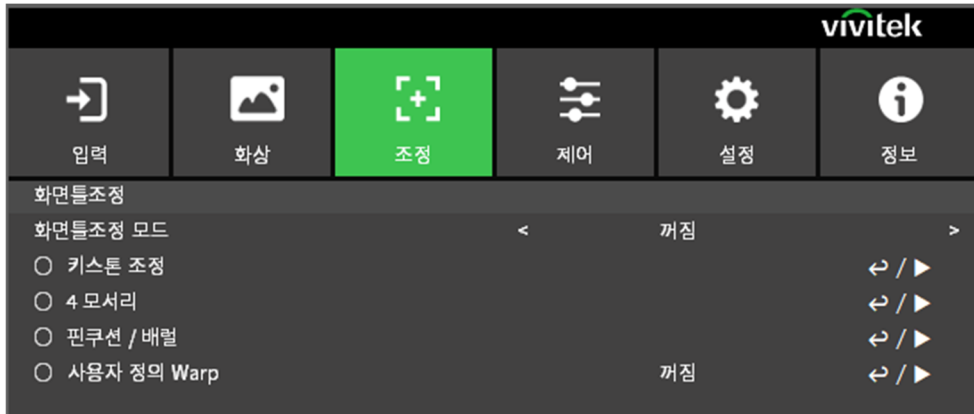 vivitek
입력 화상 조정 제어 설정 정보
화면틀조정
화면틀조정 모드 < 꺼짐 >
키스톤 조정
4 모서리
핀쿠션 / 배럴
사용자 정의 Warp 꺼짐